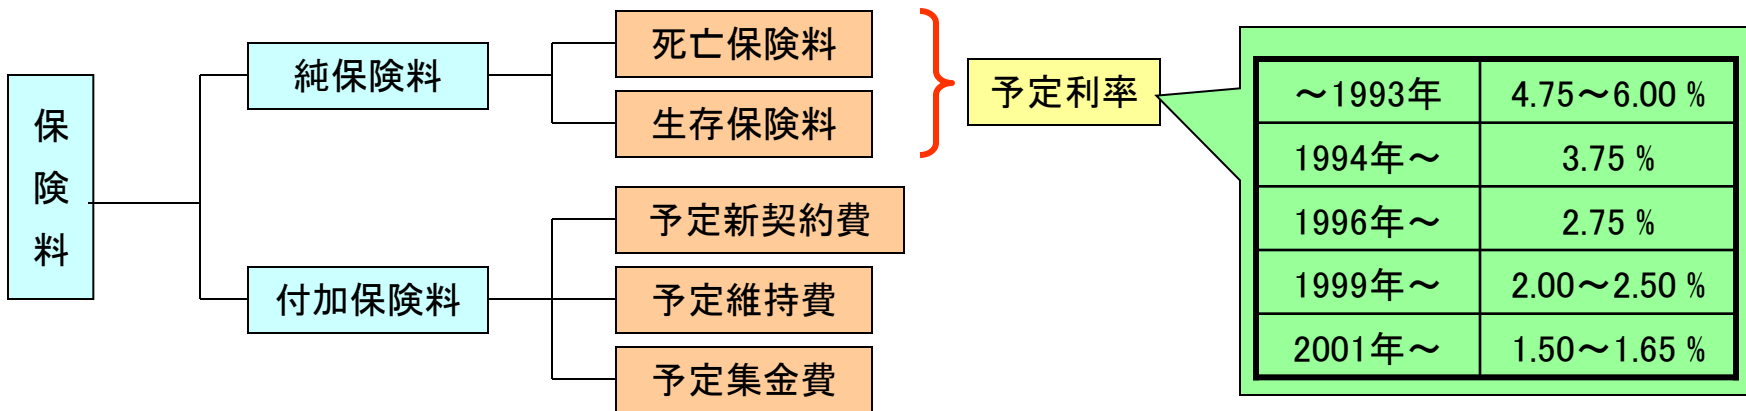 保険料
純保険料
死亡保険料
生存保険料
付加保険料
予定新契約費
予定維持費
予定集金費
予定利率
～1993年 4.75～6.00 %
1994年～ 3.75 %
1996年～ 2.75 %
1999年～ 2.00～2.50 %
2001年～ 1.50～1.65 %